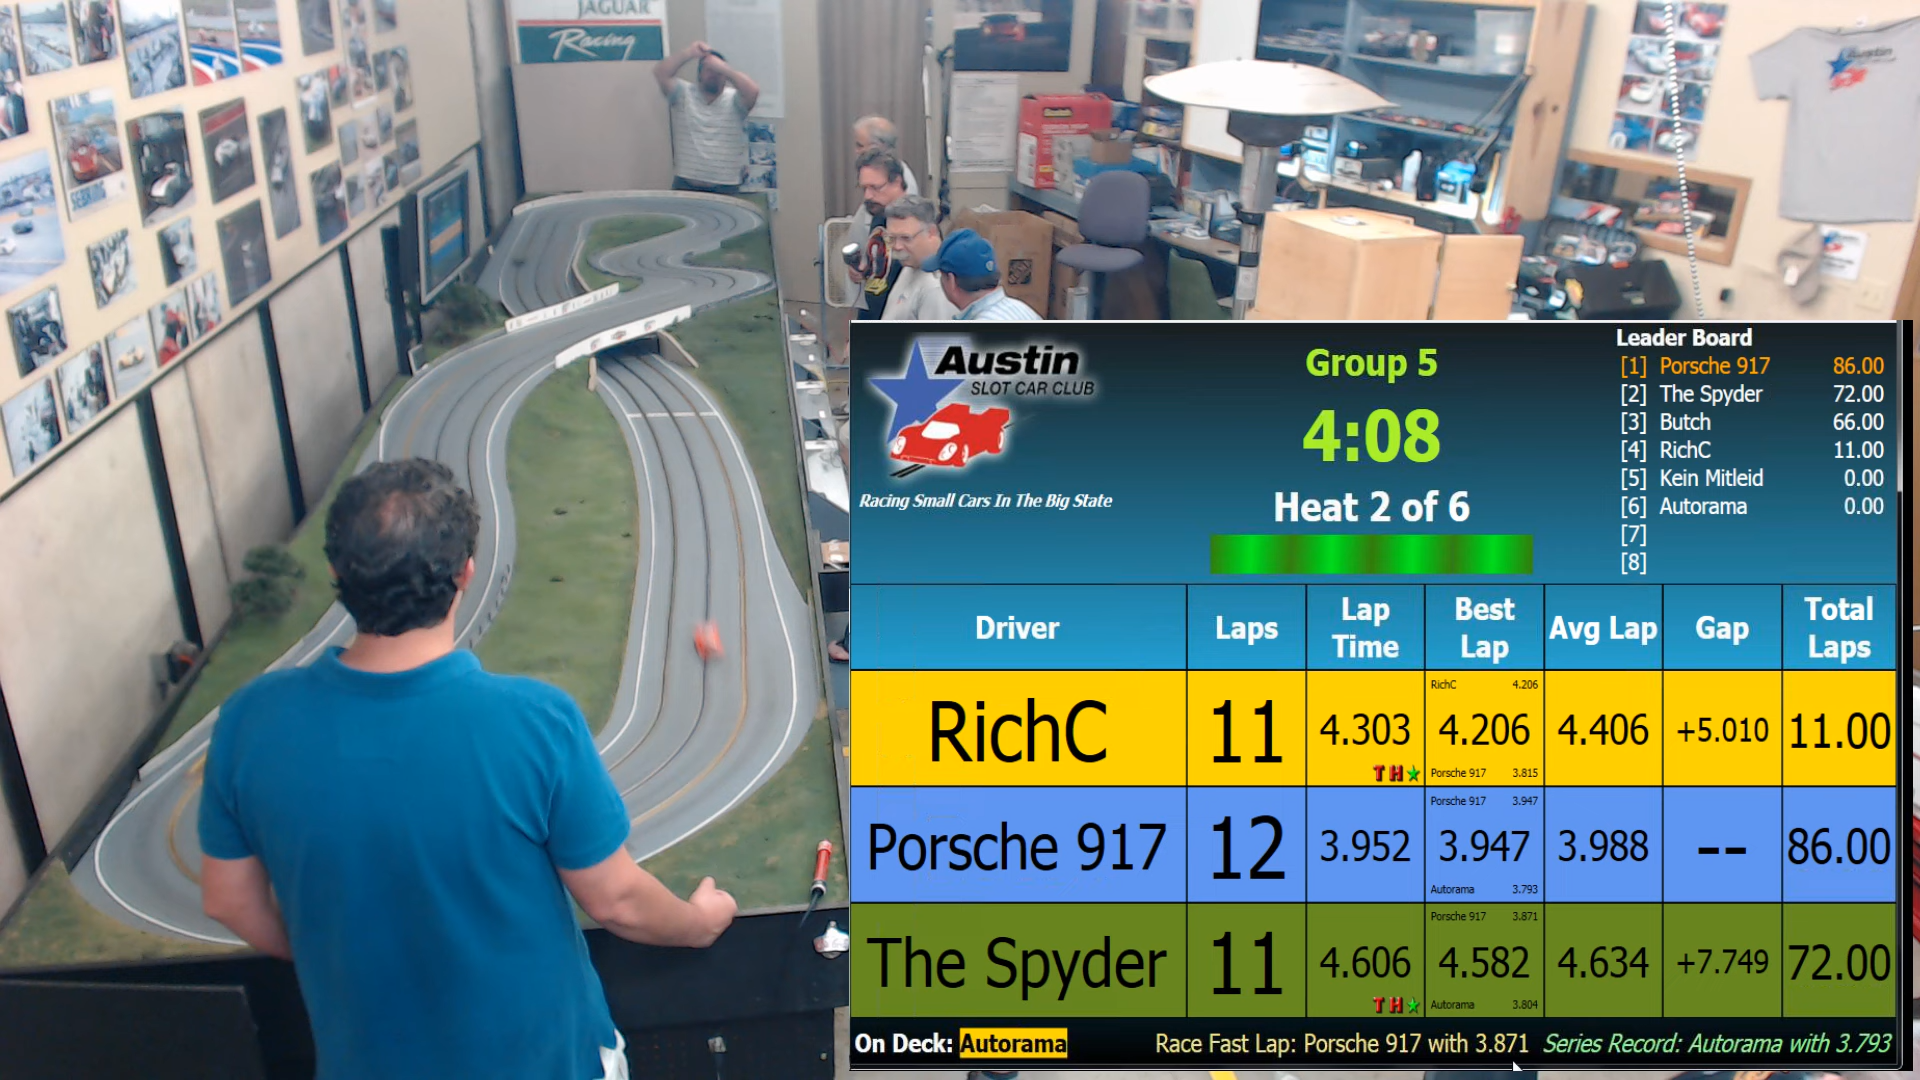 JAGUAR
Racing
Austin
Austin
SLOT CAR CLUB
Racing Small Cars In The Big State
Group 5
4:08
Heat 2 of 6
Leader Board
[1] Porsche 917 86.00
[2] The Spyder 72.00
[3] Butch 66.00
[4] RichC 11.00
[5] Kein Mitleid 0.00
[6] Autorama 0.00
[7]
[8]
Driver Laps Lap Time Best Lap Avg Lap Gap Total Laps
RichC 4.206
RichC 11 4.303 4.206 4.406 +5.010 11.00
T H Porsche 917 3.815
Porsche 917 3.947
Porsche 917 12 3.952 3.947 3.988 -- 86.00
Autorama 3.793
Porsche 917 3.871
The Spyder 11 4.606 4.582 4.634 +7.749 72.00
T H Autorama 3.804
On Deck: Autorama Race Fast Lap: Porsche 917 with 3.871 Series Record: Autorama with 3.793